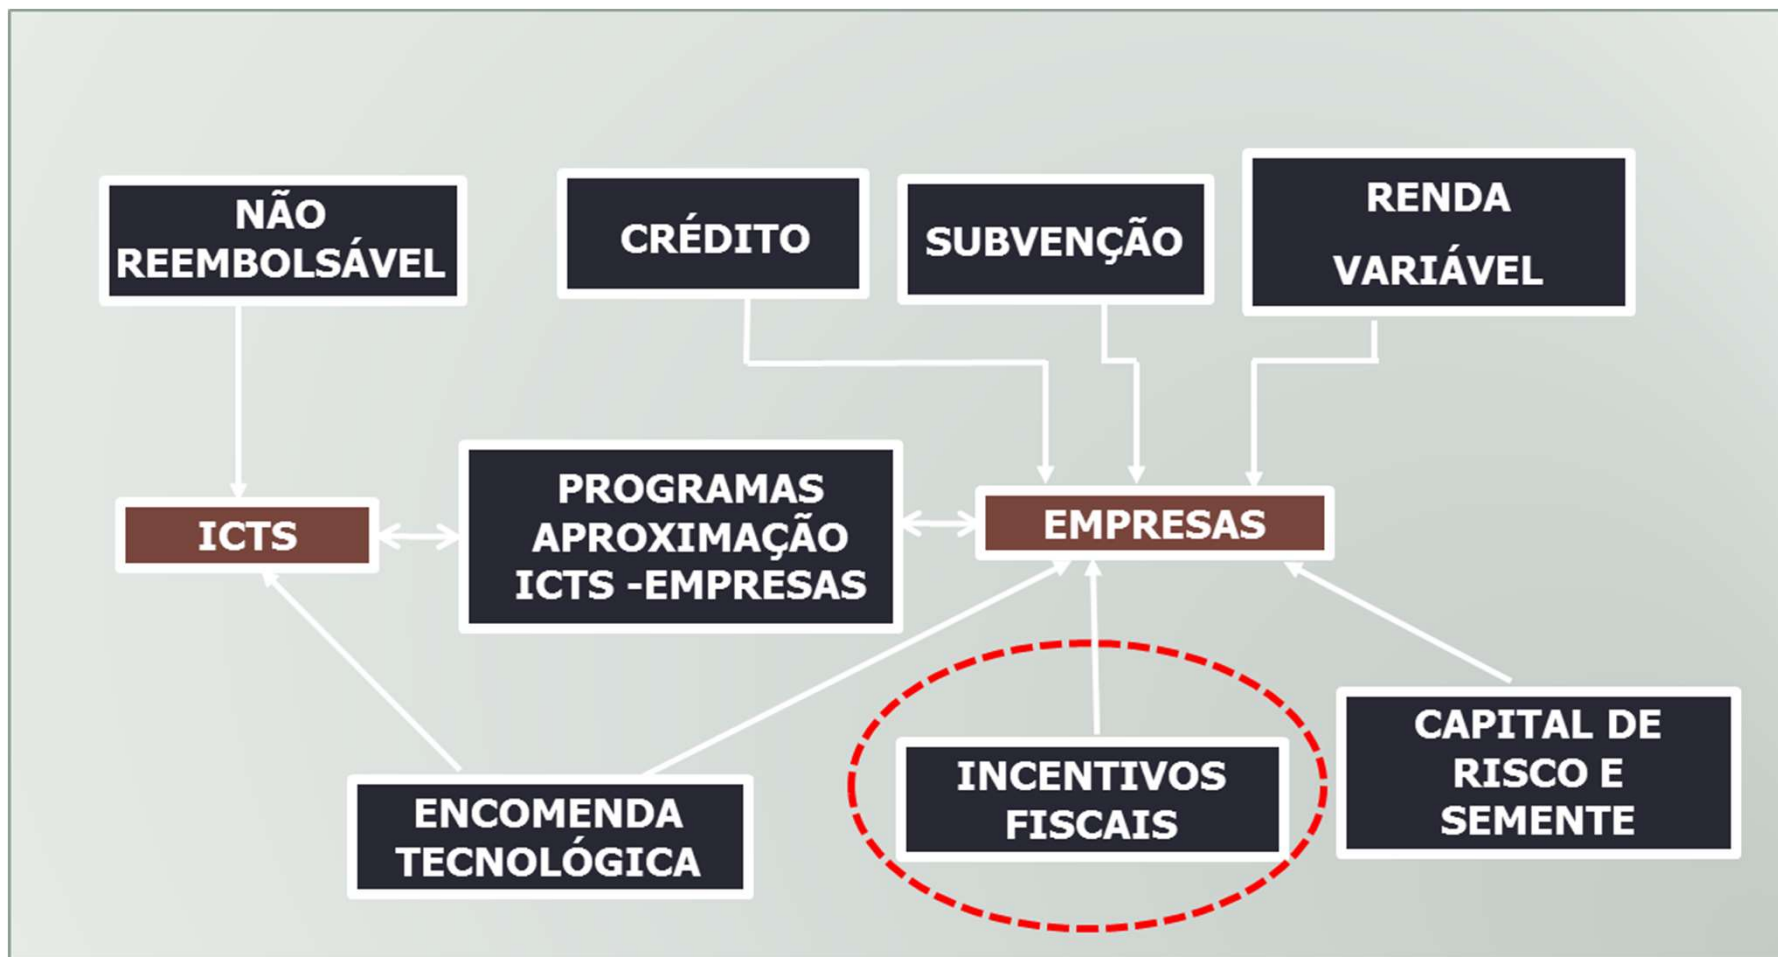 NÃO
REEMBOLSÁVEL
CRÉDITO
SUBVENÇÃO
RENDA
VARIÁVEL
ICTS
PROGRAMAS
APROXIMAÇÃO
ICTS -EMPRESAS
EMPRESAS
ENCOMENDA
TECNOLÓGICA
INCENTIVOS
FISCAIS
CAPITAL DE
RISCO E
SEMENTE